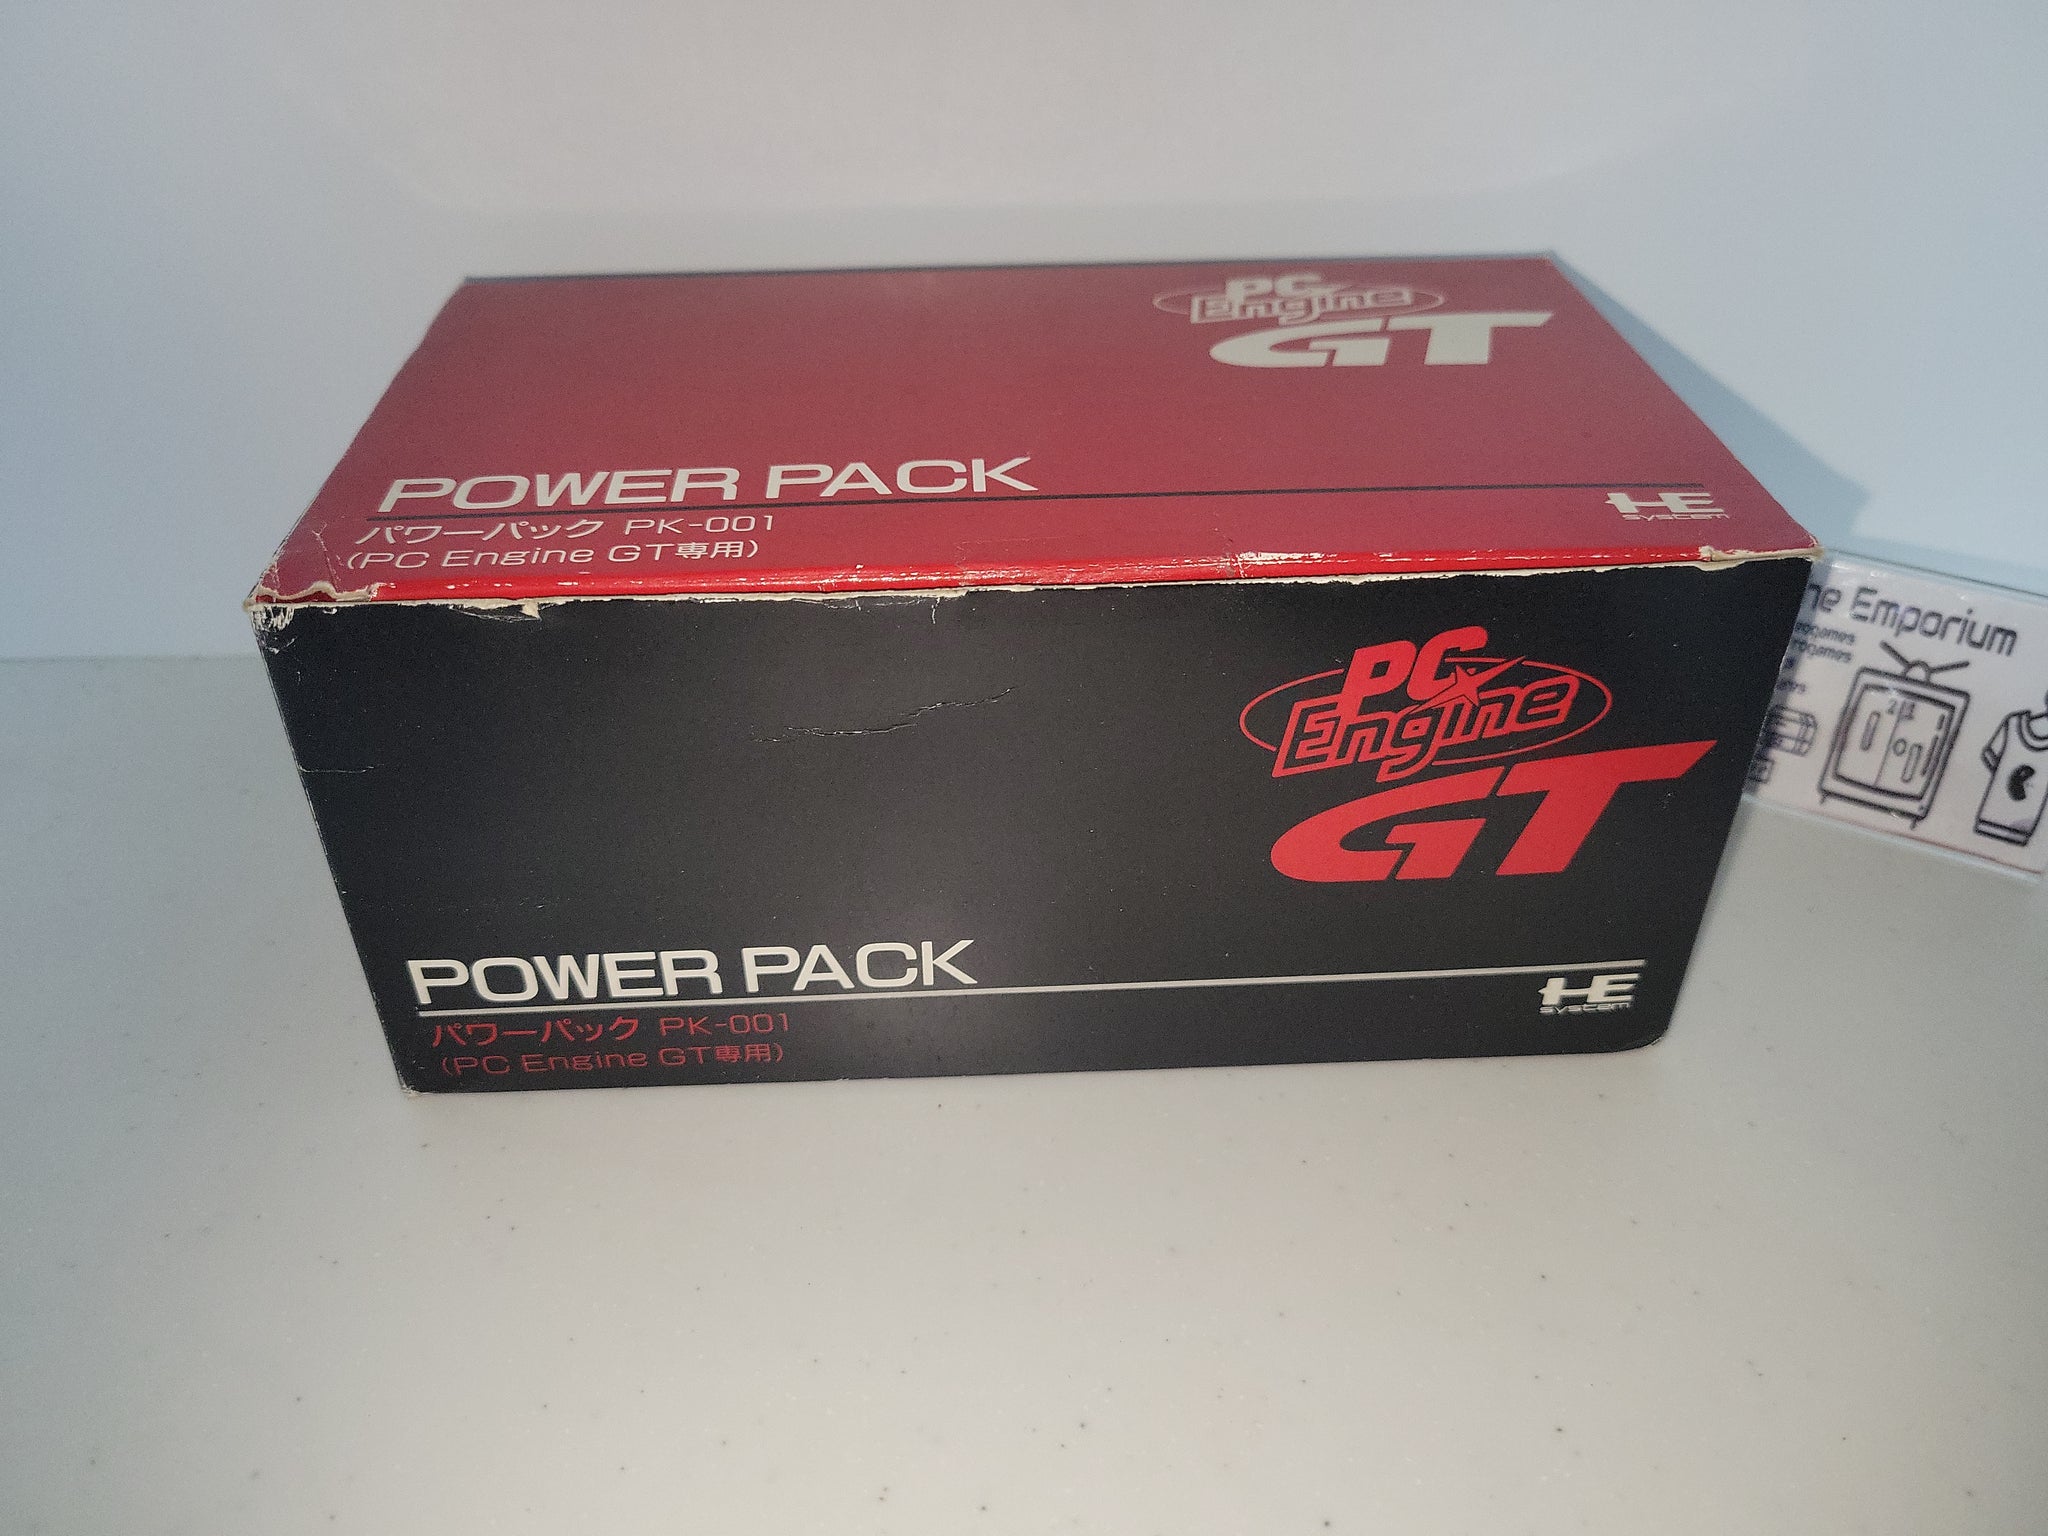 PC
Engine
GT
POWER PACK
HE
system
パワーパック PK-001
(PC Engine GT専用)
PC
Engine
GT
POWER PACK
HE
system
パワーパック PK-001
(PC Engine GT専用)
Emporium